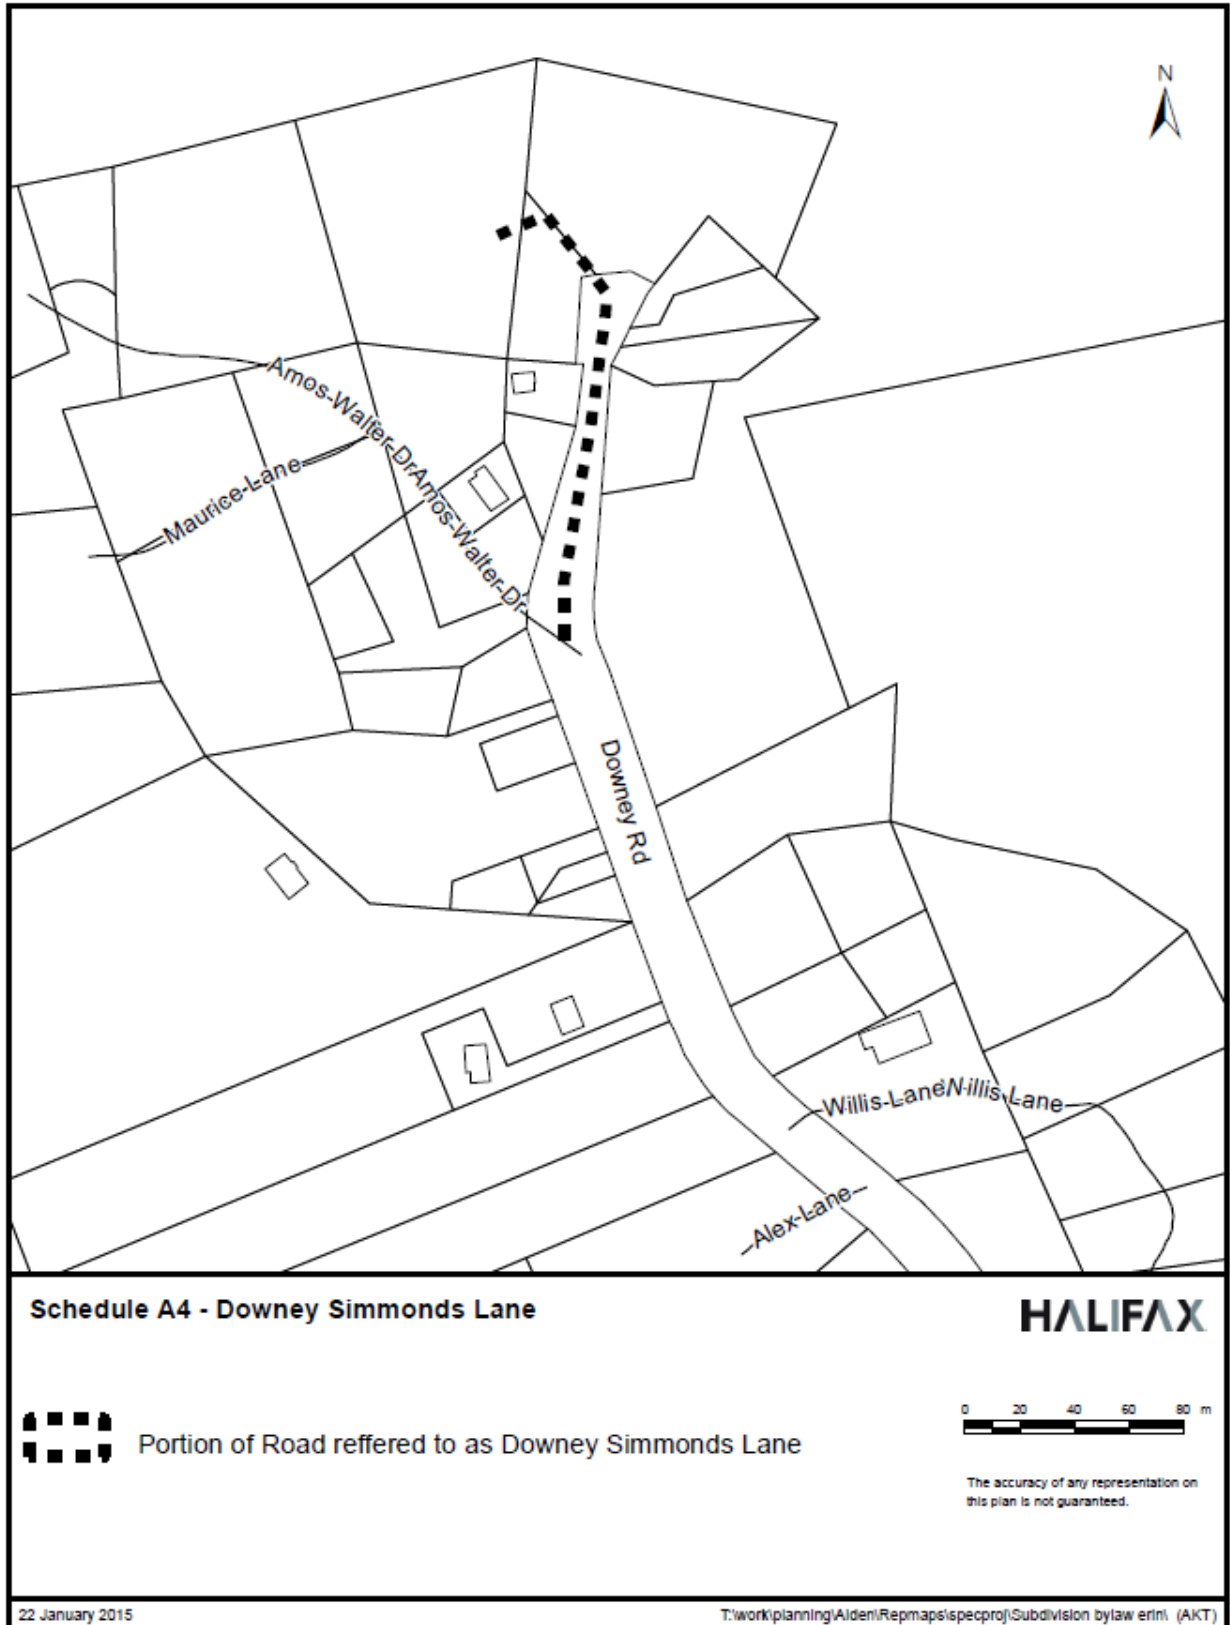 N
Amos-Walter-Dr
Amos-Walter-Dr
Maurice-Lane
Downey Rd
Willis-Lane
Willis-Lane
Alex-Lane
Schedule A4 - Downey Simmonds Lane
HALIFAX
Portion of Road reffered to as Downey Simmonds Lane
0 20 40 60 80 m
The accuracy of any representation on
this plan is not guaranteed.
22 January 2015
T:\work\planning\Alden\Repmaps\specproj\Subdivision bylaw erin\ (AKT)